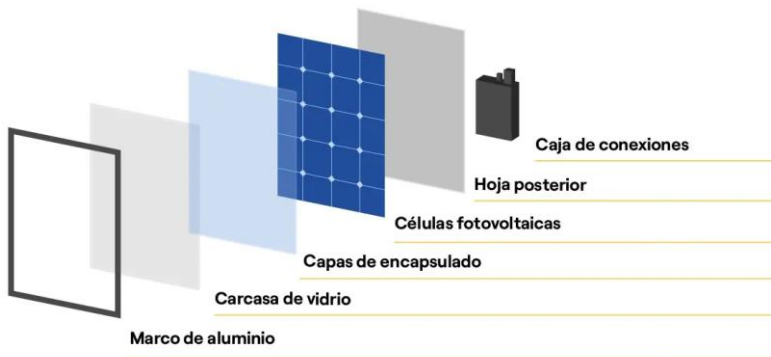 Caja de conexiones
Hoja posterior
Células fotovoltaicas
Capas de encapsulado
Carcasa de vidrio
Marco de aluminio